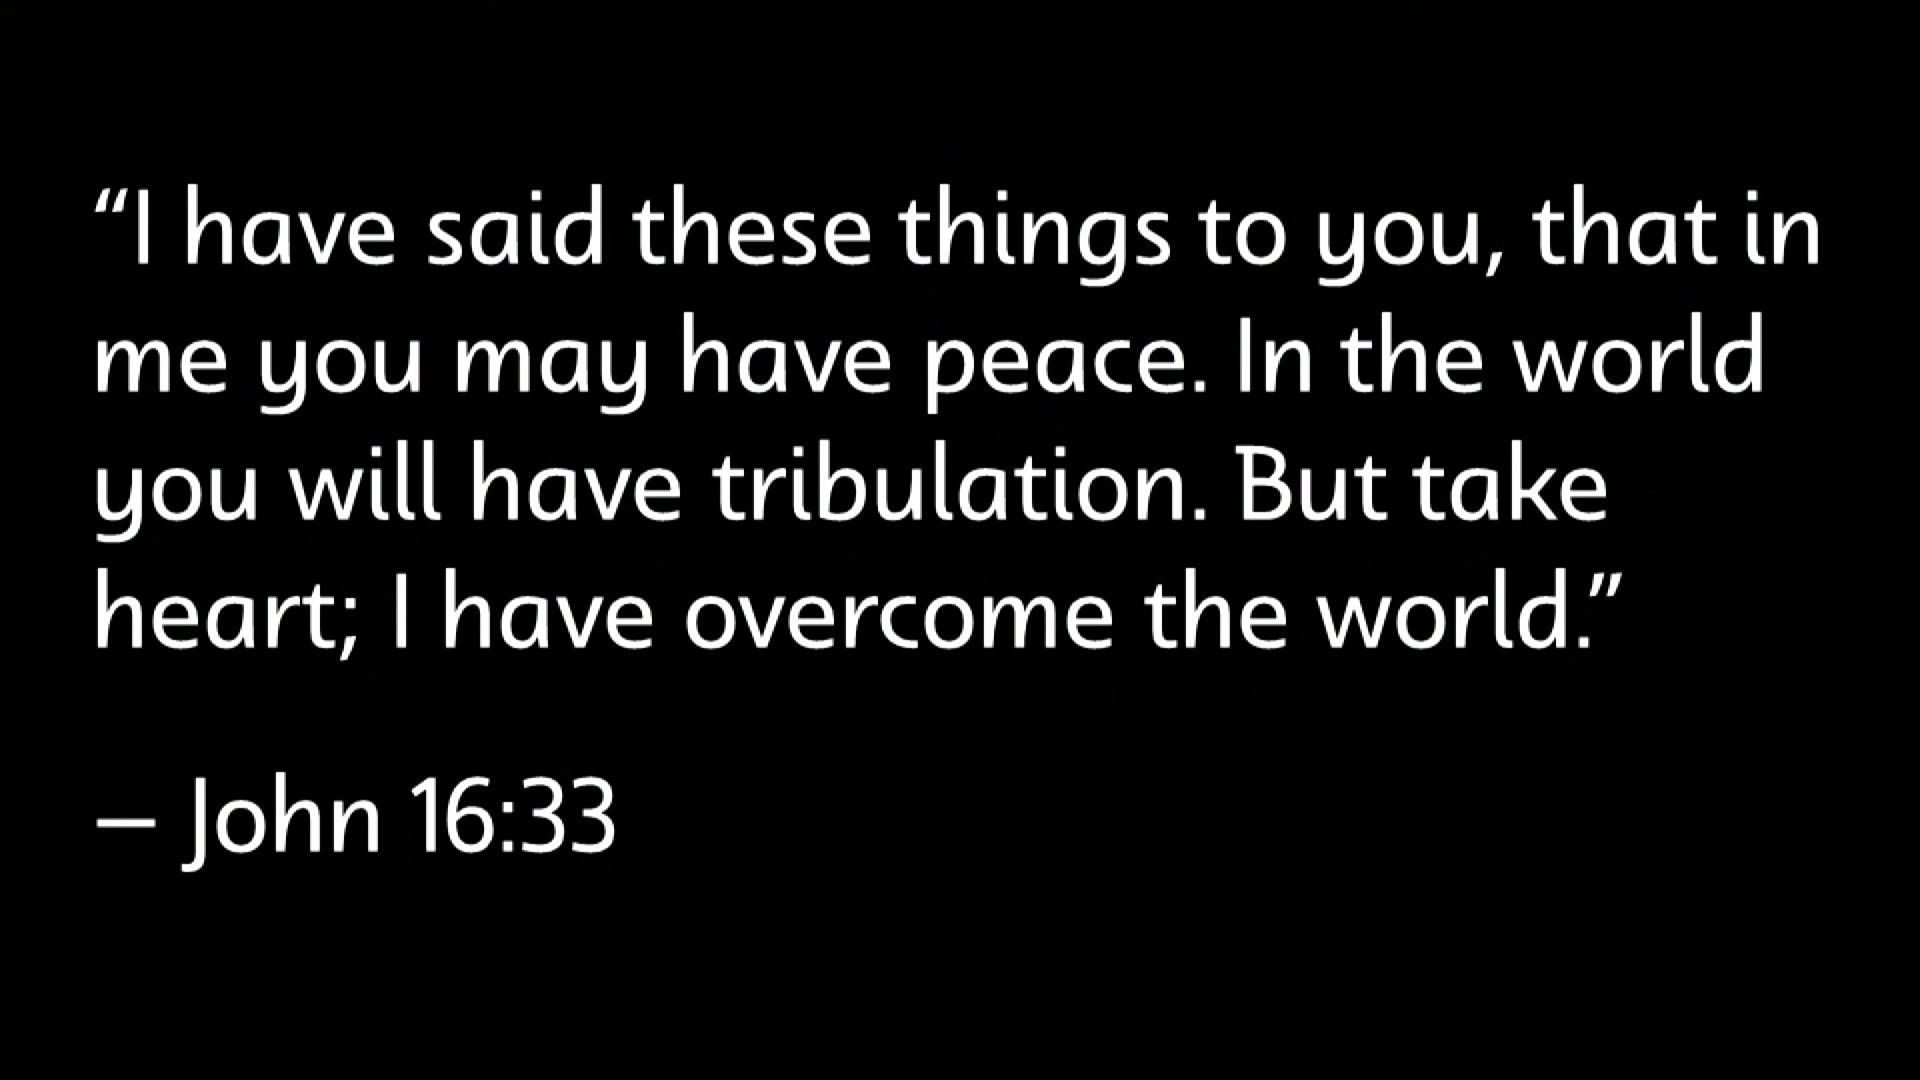 “I have said these things to you, that in
me you may have peace. In the world
you will have tribulation. But take
heart; I have overcome the world.”
– John 16:33